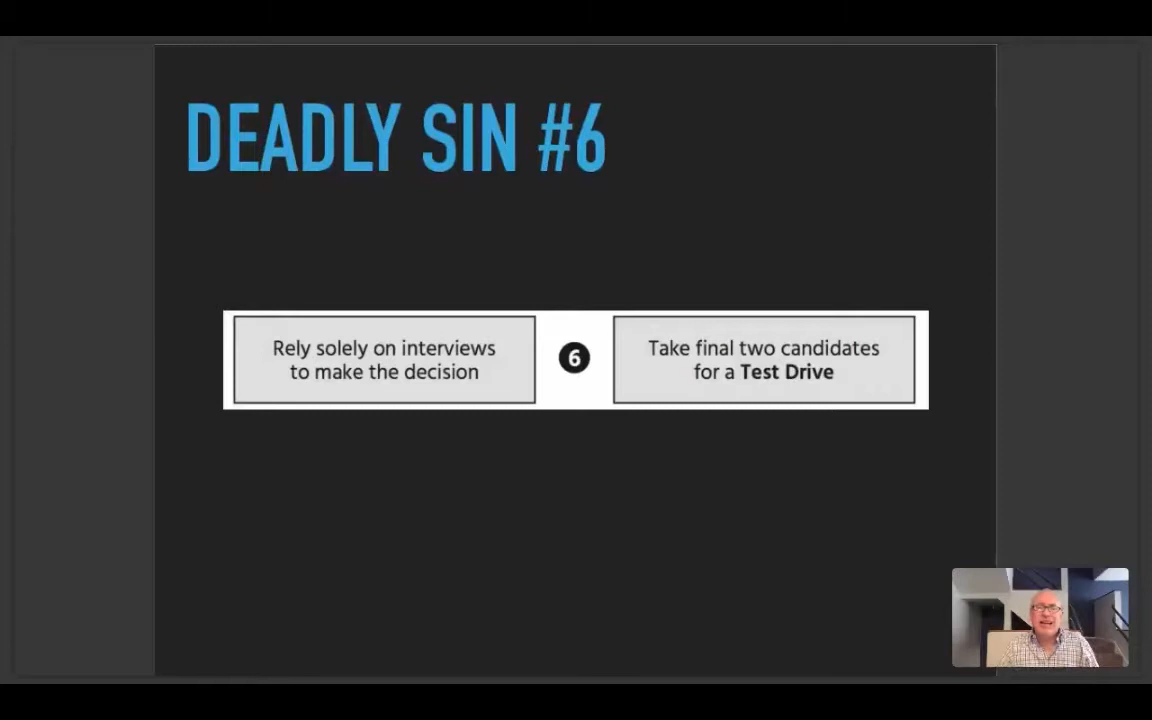 DEADLY SIN #6
Rely solely on interviews
to make the decision
6
Take final two candidates
for a Test Drive